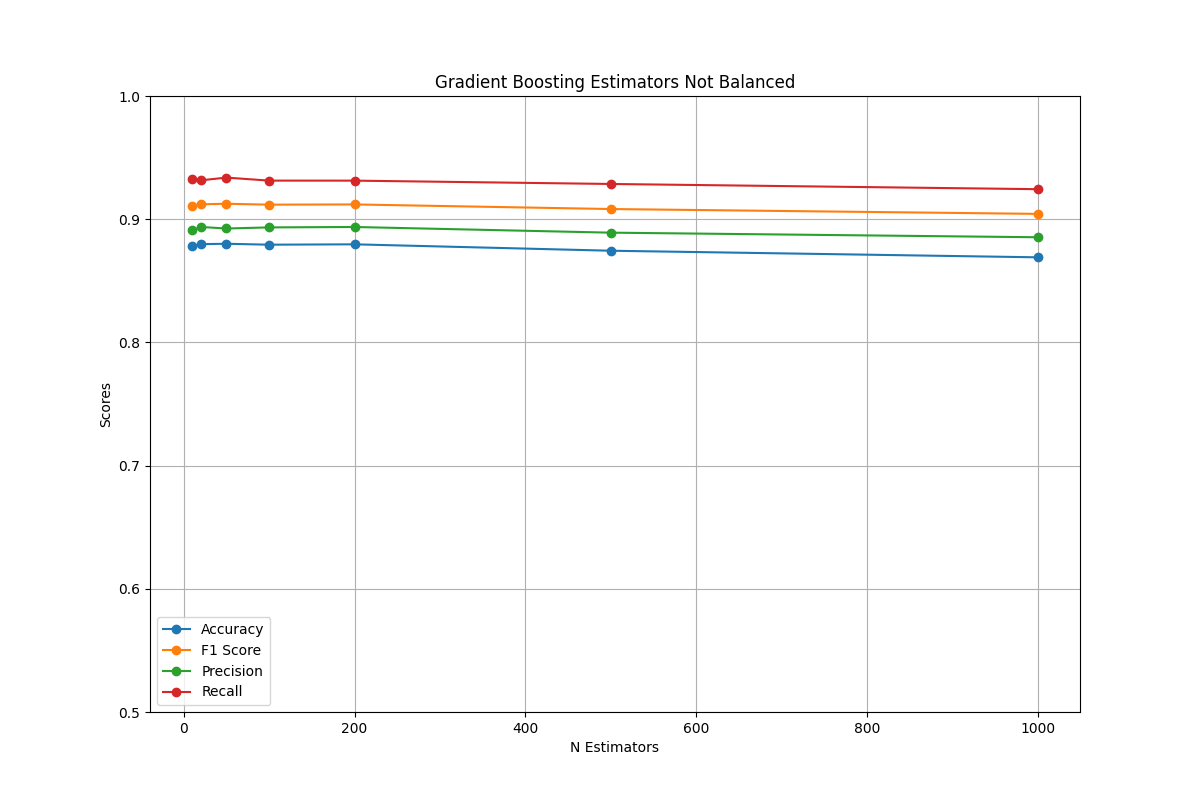 Gradient Boosting Estimators Not Balanced
1.0
0.9
0.8
0.7
0.6
0.5
Scores
Accuracy
F1 Score
Precision
Recall
0 200 400 600 800 1000
N Estimators